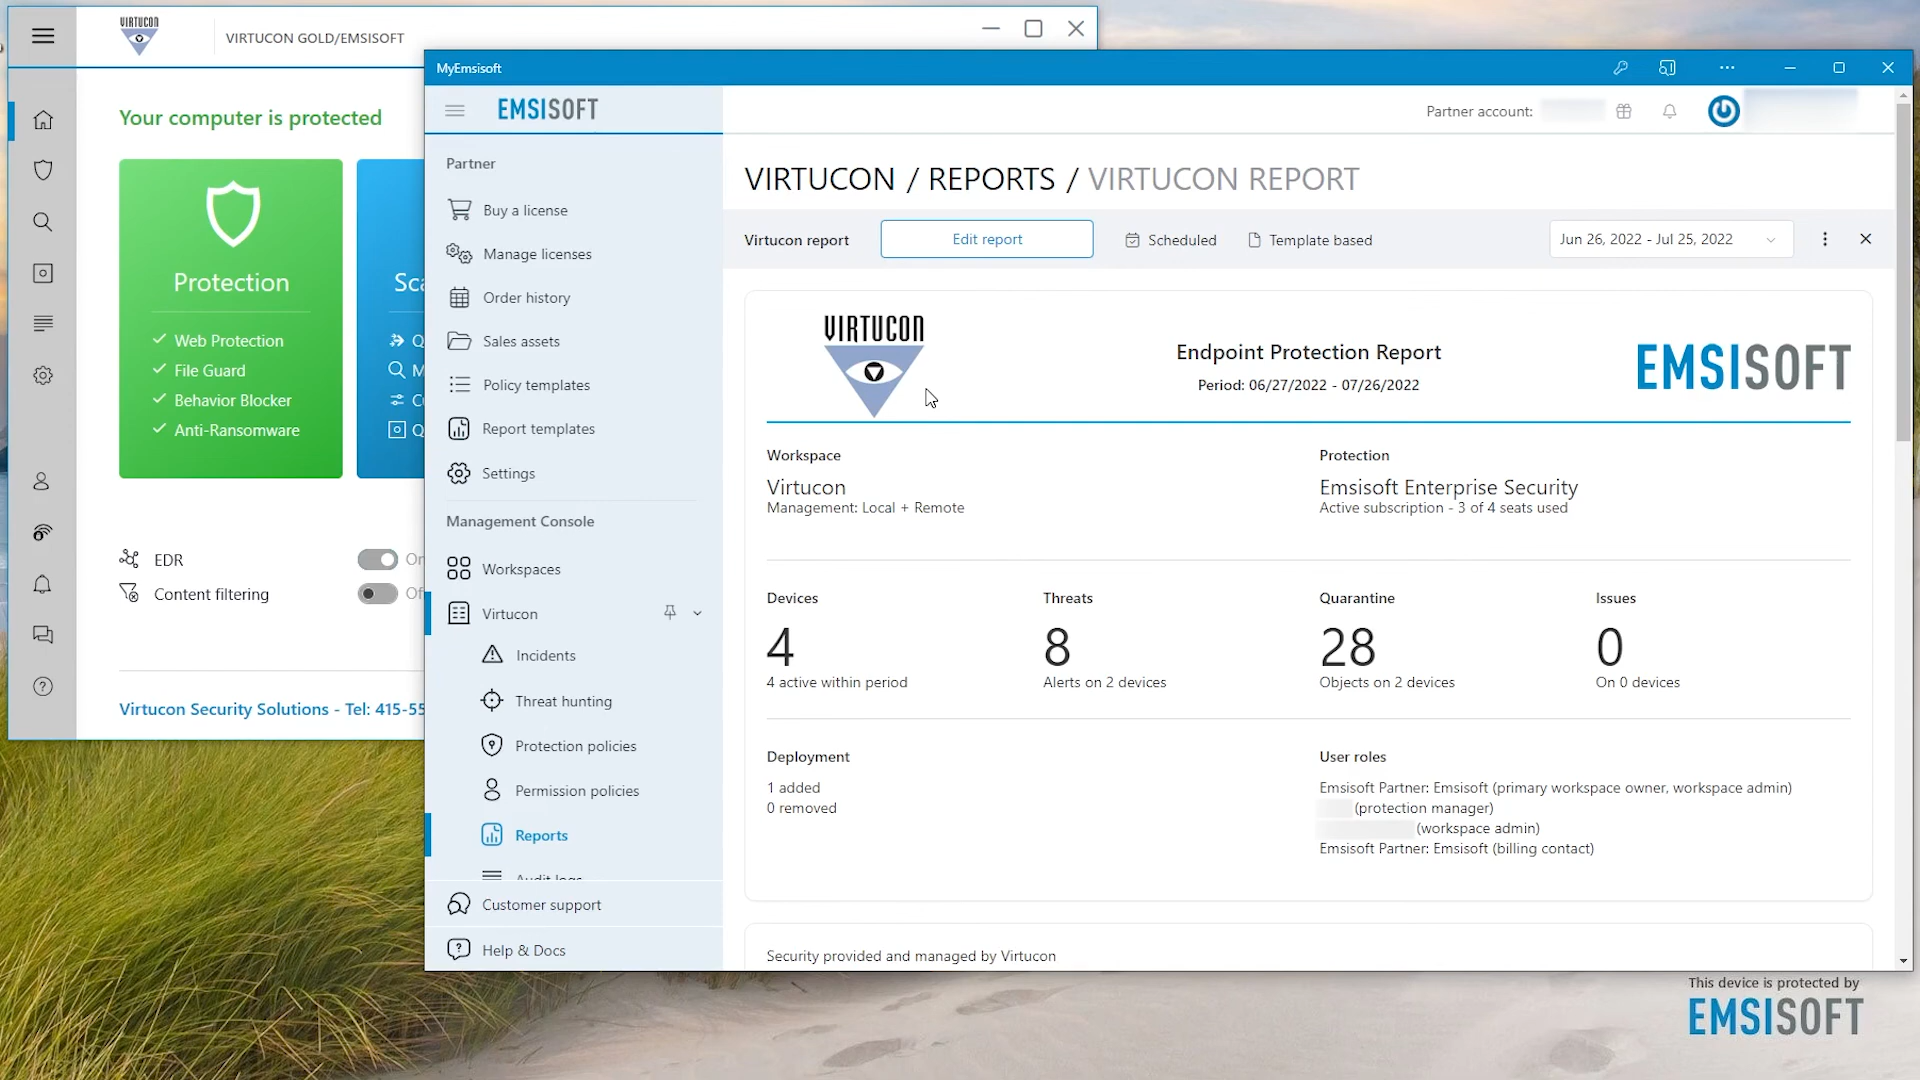 VIRTUCON
VIRTUCON GOLD/EMSISOFT
Your computer is protected
Protection
Web Protection
File Guard
Behavior Blocker
Anti-Ransomware
EDR
Content filtering
Virtucon Security Solutions - Tel: 415-55
MyEmsisoft
EMSISOFT
Partner account:
Partner
Buy a license
Manage licenses
Order history
Sales assets
Policy templates
Report templates
Settings
Management Console
Workspaces
Virtucon
Incidents
Threat hunting
Protection policies
Permission policies
Reports
Audit logs
Customer support
Help & Docs
VIRTUCON / REPORTS / VIRTUCON REPORT
Virtucon report
Edit report
Scheduled
Template based
Jun 26, 2022 - Jul 25, 2022
VIRTUCON
Endpoint Protection Report
Period: 06/27/2022 - 07/26/2022
EMSISOFT
Workspace
Virtucon
Management: Local + Remote
Protection
Emsisoft Enterprise Security
Active subscription - 3 of 4 seats used
Devices
4
4 active within period
Threats
8
Alerts on 2 devices
Quarantine
28
Objects on 2 devices
Issues
0
On 0 devices
Deployment
1 added
0 removed
User roles
Emsisoft Partner: Emsisoft (primary workspace owner, workspace admin)
(protection manager)
(workspace admin)
Emsisoft Partner: Emsisoft (billing contact)
Security provided and managed by Virtucon
This device is protected by
EMSISOFT